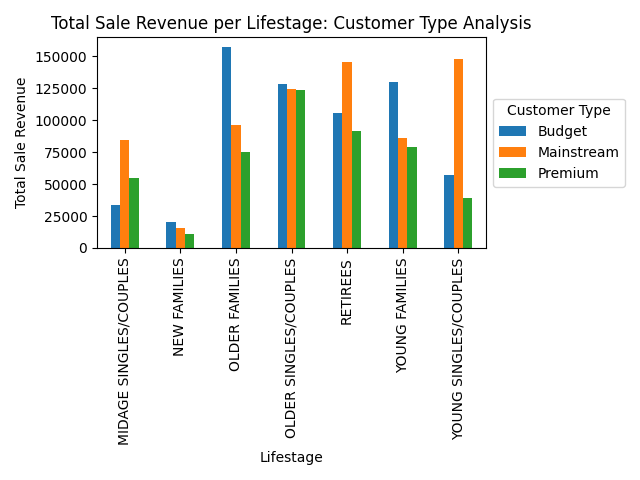 Total Sale Revenue per Lifestage: Customer Type Analysis
Total Sale Revenue
150000
125000
100000
75000
50000
25000
0
MIDAGE SINGLES/COUPLES
NEW FAMILIES
OLDER FAMILIES
OLDER SINGLES/COUPLES
RETIREES
YOUNG FAMILIES
YOUNG SINGLES/COUPLES
Lifestage
Customer Type
Budget
Mainstream
Premium